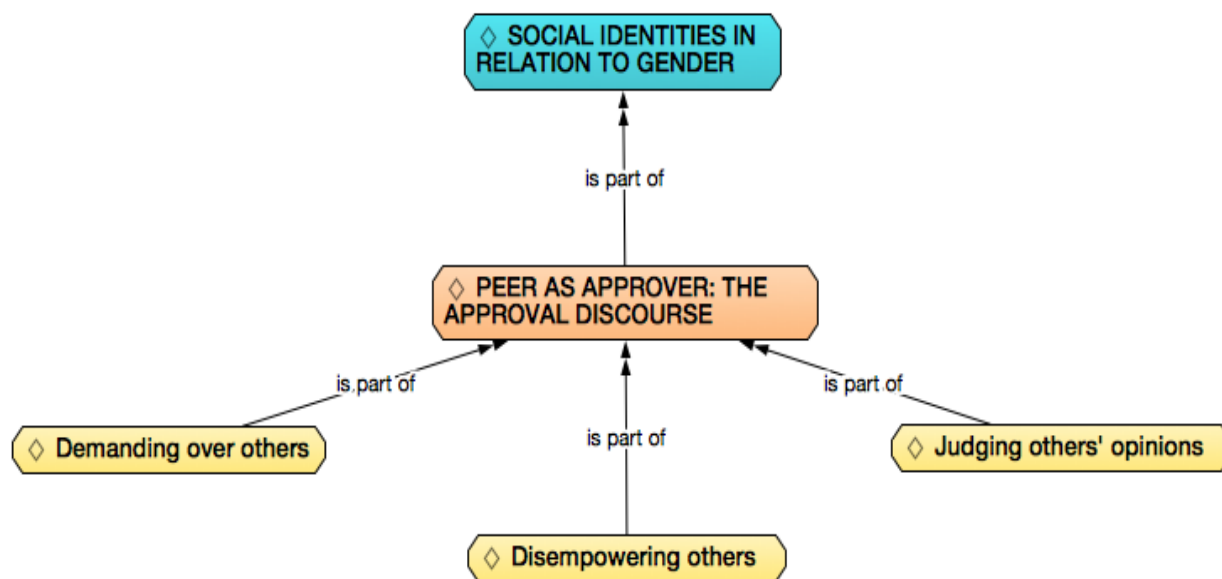 ◇ SOCIAL IDENTITIES IN
RELATION TO GENDER
is part of
◇ PEER AS APPROVER: THE
APPROVAL DISCOURSE
is part of
is part of
is part of
◇ Demanding over others
◇ Judging others' opinions
◇ Disempowering others